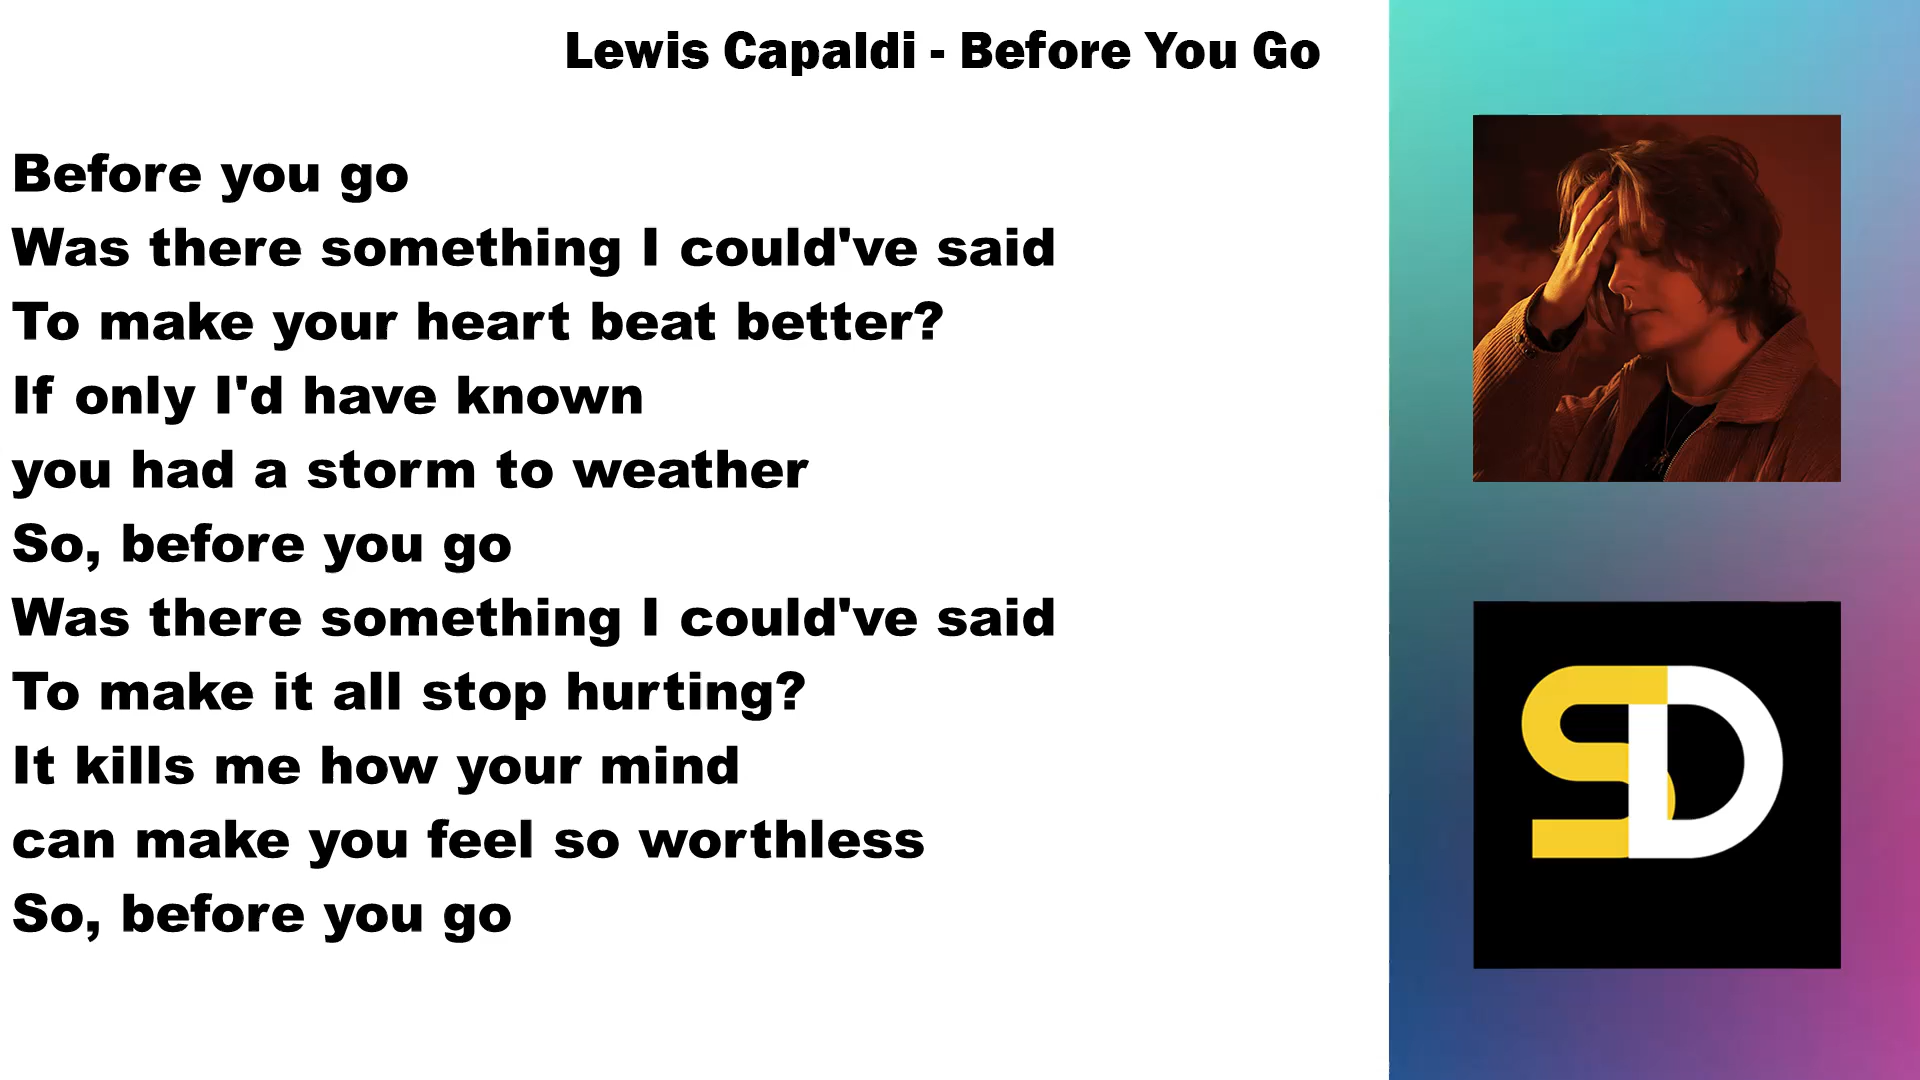 Lewis Capaldi - Before You Go
Before you go
Was there something I could've said
To make your heart beat better?
If only I'd have known
you had a storm to weather
So, before you go
Was there something I could've said
To make it all stop hurting?
It kills me how your mind
can make you feel so worthless
So, before you go
SD